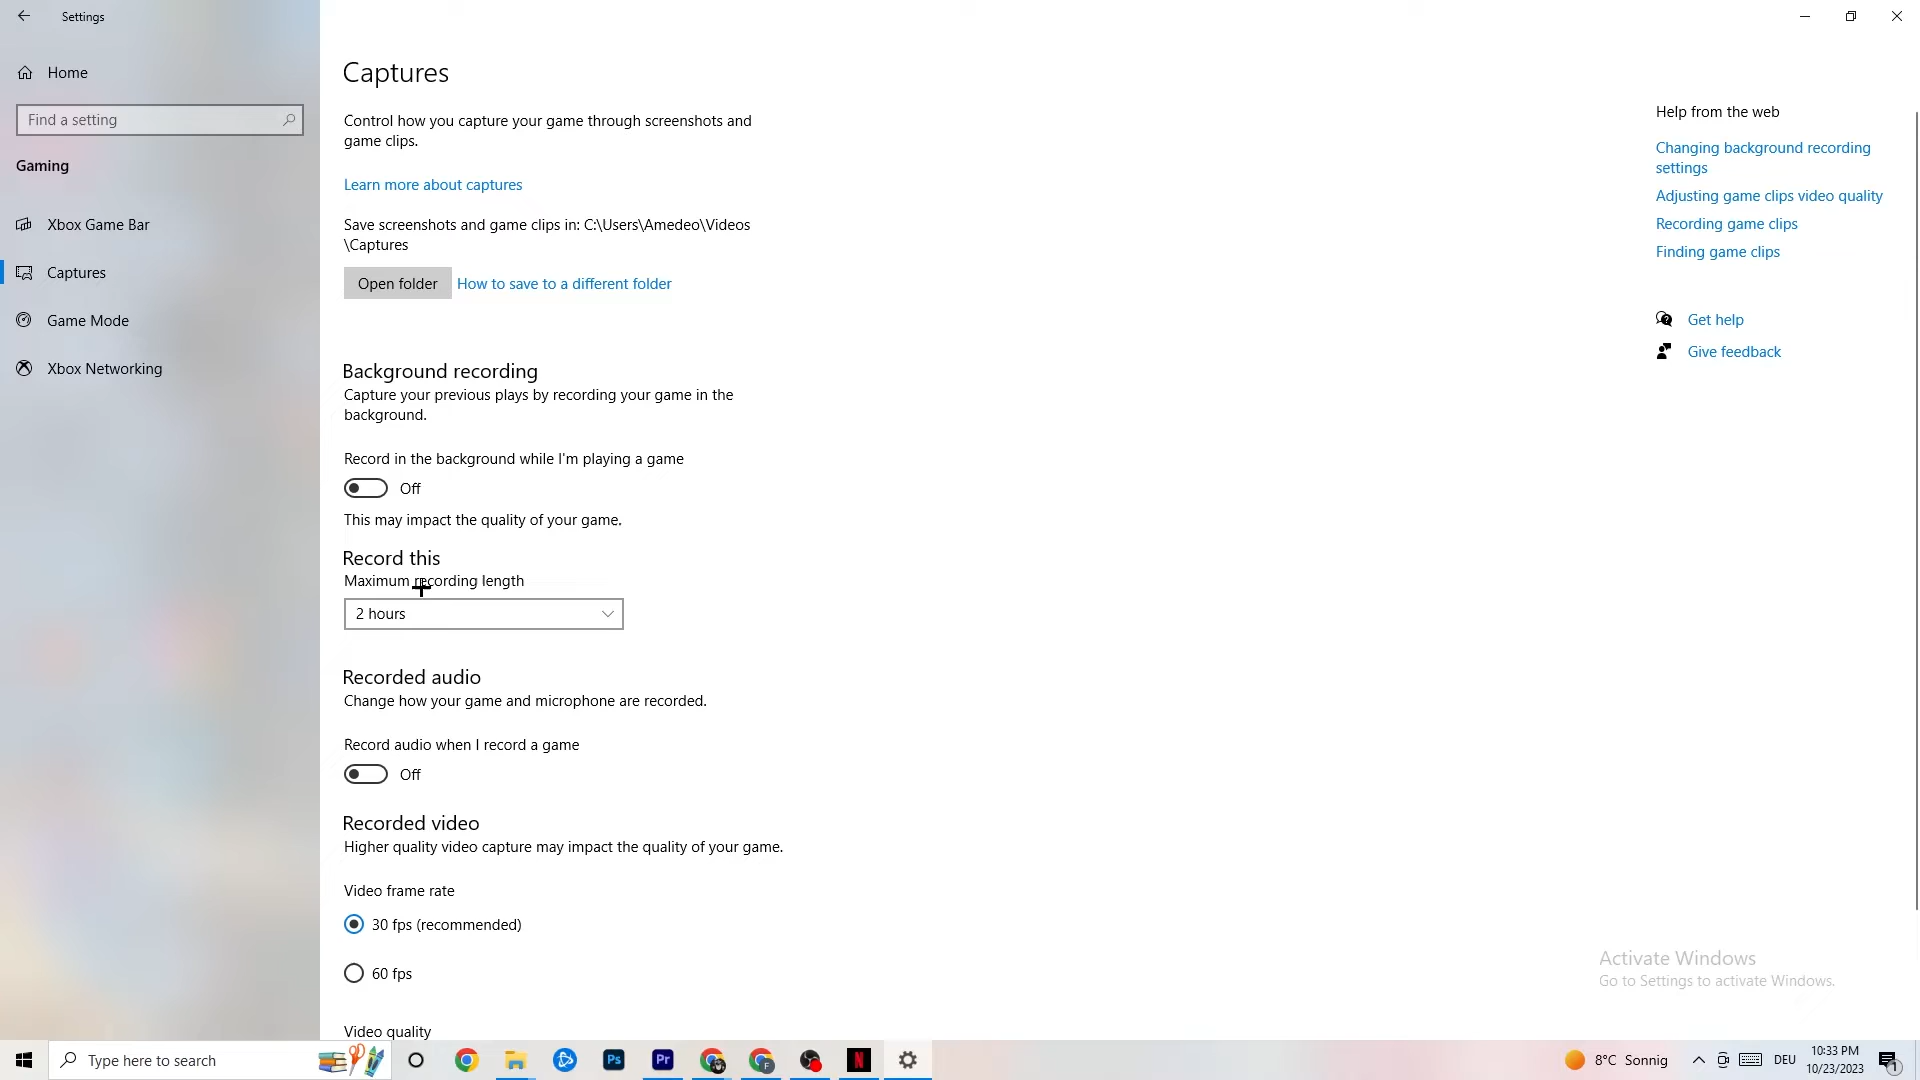 Settings
Home
Find a setting
Gaming
Xbox Game Bar
Captures
Game Mode
Xbox Networking
Captures
Control how you capture your game through screenshots and
game clips.
Learn more about captures
Save screenshots and game clips in: C:\Users\Amedeo\Videos
\Captures
Open folder
How to save to a different folder
Background recording
Capture your previous plays by recording your game in the
background.
Record in the background while I'm playing a game
Off
This may impact the quality of your game.
Record this
Maximum recording length
2 hours
Recorded audio
Change how your game and microphone are recorded.
Record audio when I record a game
Off
Recorded video
Higher quality video capture may impact the quality of your game.
Video frame rate
30 fps (recommended)
60 fps
Video quality
Help from the web
Changing background recording
settings
Adjusting game clips video quality
Recording game clips
Finding game clips
Get help
Give feedback
Activate Windows
Go to Settings to activate Windows.
Type here to search
Ps
Pr
F
N
8°C Sonnig
DEU
10:33 PM
10/23/2023
1